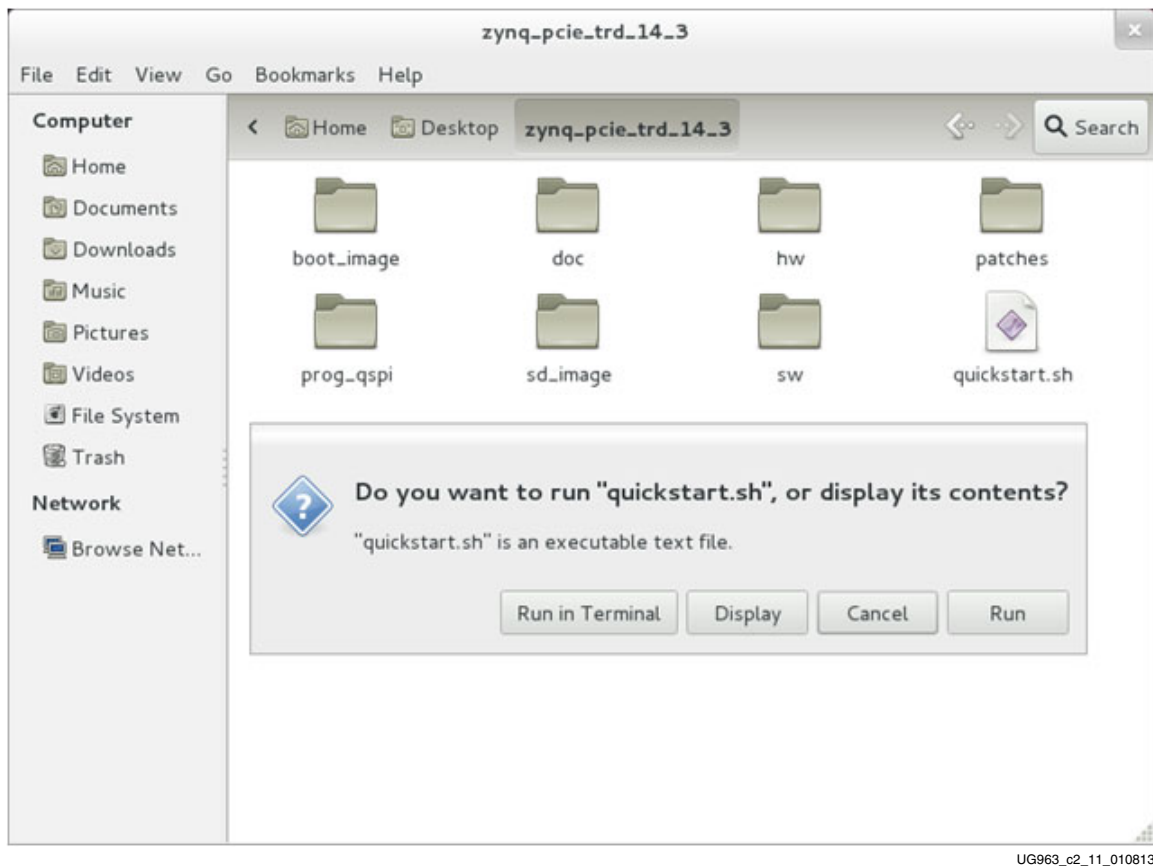 zynq_pcie_trd_14_3
File Edit View Go Bookmarks Help
Computer
Home
Documents
Downloads
Music
Pictures
Videos
File System
Trash
Network
Browse Net...
Home Desktop zynq_pcie_trd_14_3 Search
boot_image doc hw patches
prog_qspi sd_image sw quickstart.sh
Do you want to run "quickstart.sh", or display its contents?
"quickstart.sh" is an executable text file.
Run in Terminal Display Cancel Run
UG963_c2_11_010813